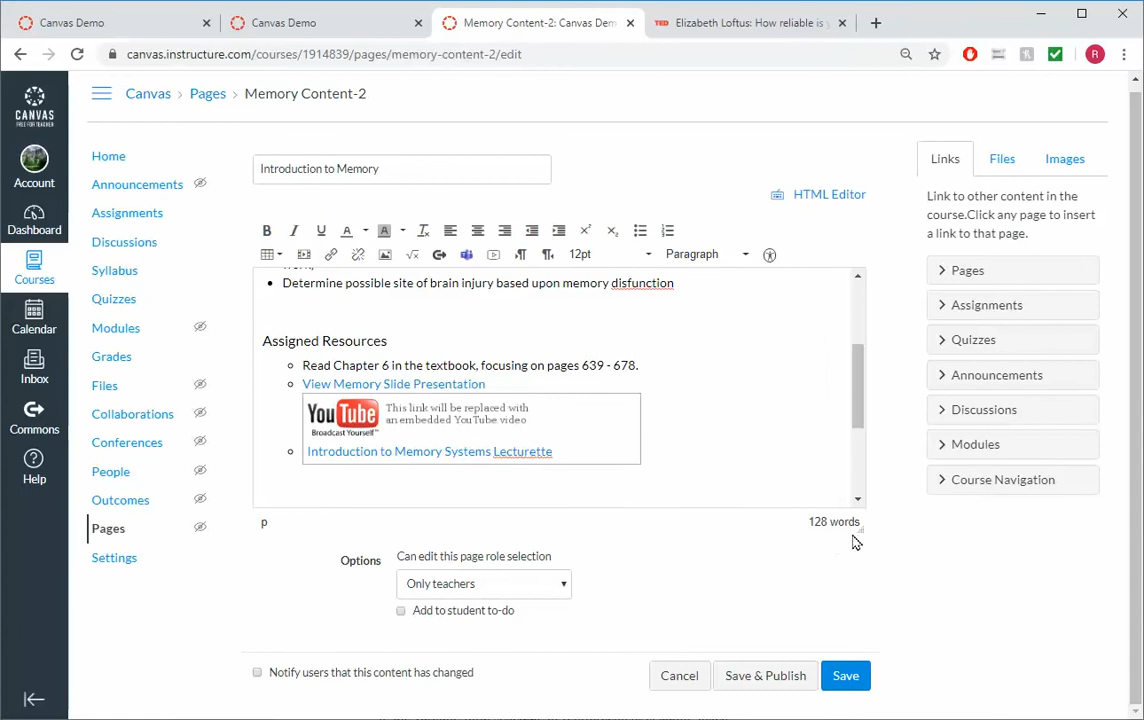 Canvas Demo
Canvas Demo
Memory Content-2: Canvas Dem
TED
Elizabeth Loftus: How reliable is
canvas.instructure.com/courses/1914839/pages/memory-content-2/edit
R
CANVAS
FREE-FOR-TEACHER
Account
Dashboard
Courses
Calendar
Inbox
Commons
Help
Canvas › Pages › Memory Content-2
Home
Announcements
Assignments
Discussions
Syllabus
Quizzes
Modules
Grades
Files
Collaborations
Conferences
People
Outcomes
Pages
Settings
Introduction to Memory
HTML Editor
B I U A A
12pt
Paragraph
Determine possible site of brain injury based upon memory disfunction
Assigned Resources
Read Chapter 6 in the textbook, focusing on pages 639 - 678.
View Memory Slide Presentation
YouTube
Broadcast Yourself™
This link will be replaced with
an embedded YouTube video
Introduction to Memory Systems Lecturette
p
128 words
Options
Can edit this page role selection
Only teachers
Add to student to-do
Notify users that this content has changed
Cancel
Save & Publish
Save
Links
Files
Images
Link to other content in the
course.Click any page to insert
a link to that page.
Pages
Assignments
Quizzes
Announcements
Discussions
Modules
Course Navigation